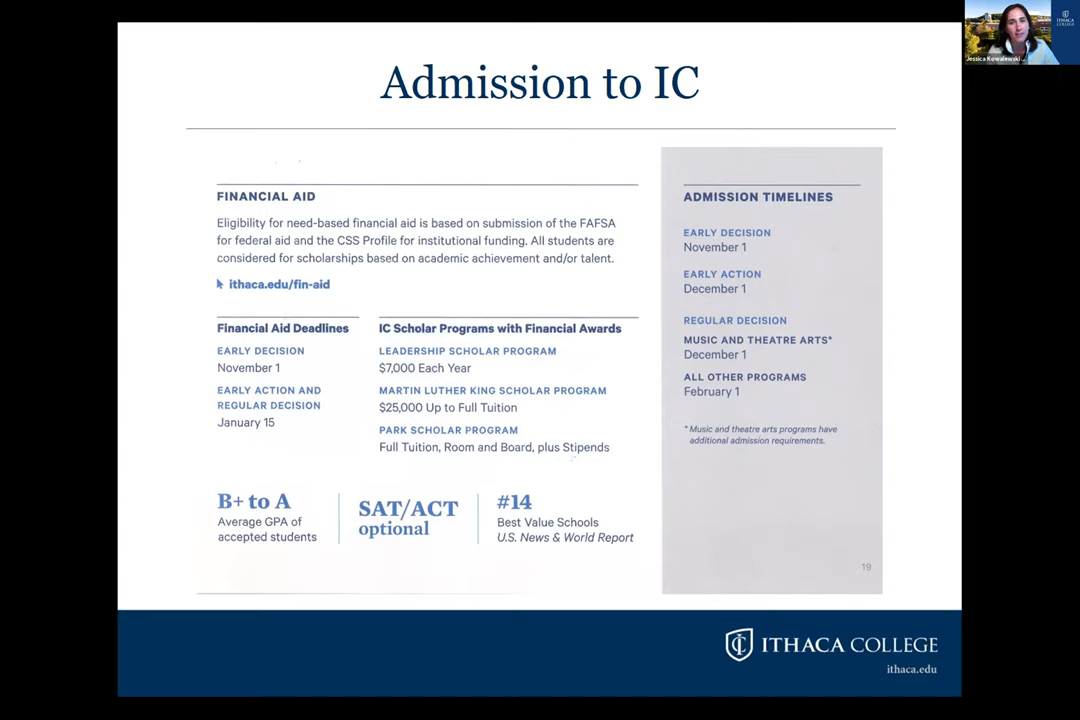 Admission to IC
FINANCIAL AID
Eligibility for need-based financial aid is based on submission of the FAFSA
for federal aid and the CSS Profile for institutional funding. All students are
considered for scholarships based on academic achievement and/or talent.
ithaca.edu/fin-aid
Financial Aid Deadlines
EARLY DECISION
November 1
EARLY ACTION AND
REGULAR DECISION
January 15
IC Scholar Programs with Financial Awards
LEADERSHIP SCHOLAR PROGRAM
$7,000 Each Year
MARTIN LUTHER KING SCHOLAR PROGRAM
$25,000 Up to Full Tuition
PARK SCHOLAR PROGRAM
Full Tuition, Room and Board, plus Stipends
B+ to A
Average GPA of
accepted students
SAT/ACT
optional
#14
Best Value Schools
U.S. News & World Report
ADMISSION TIMELINES
EARLY DECISION
November 1
EARLY ACTION
December 1
REGULAR DECISION
MUSIC AND THEATRE ARTS*
December 1
ALL OTHER PROGRAMS
February 1
* Music and theatre arts programs have
additional admission requirements.
19
ITHACA COLLEGE
ithaca.edu
Jessica Kowalewski...
ITHACA
COLLEGE